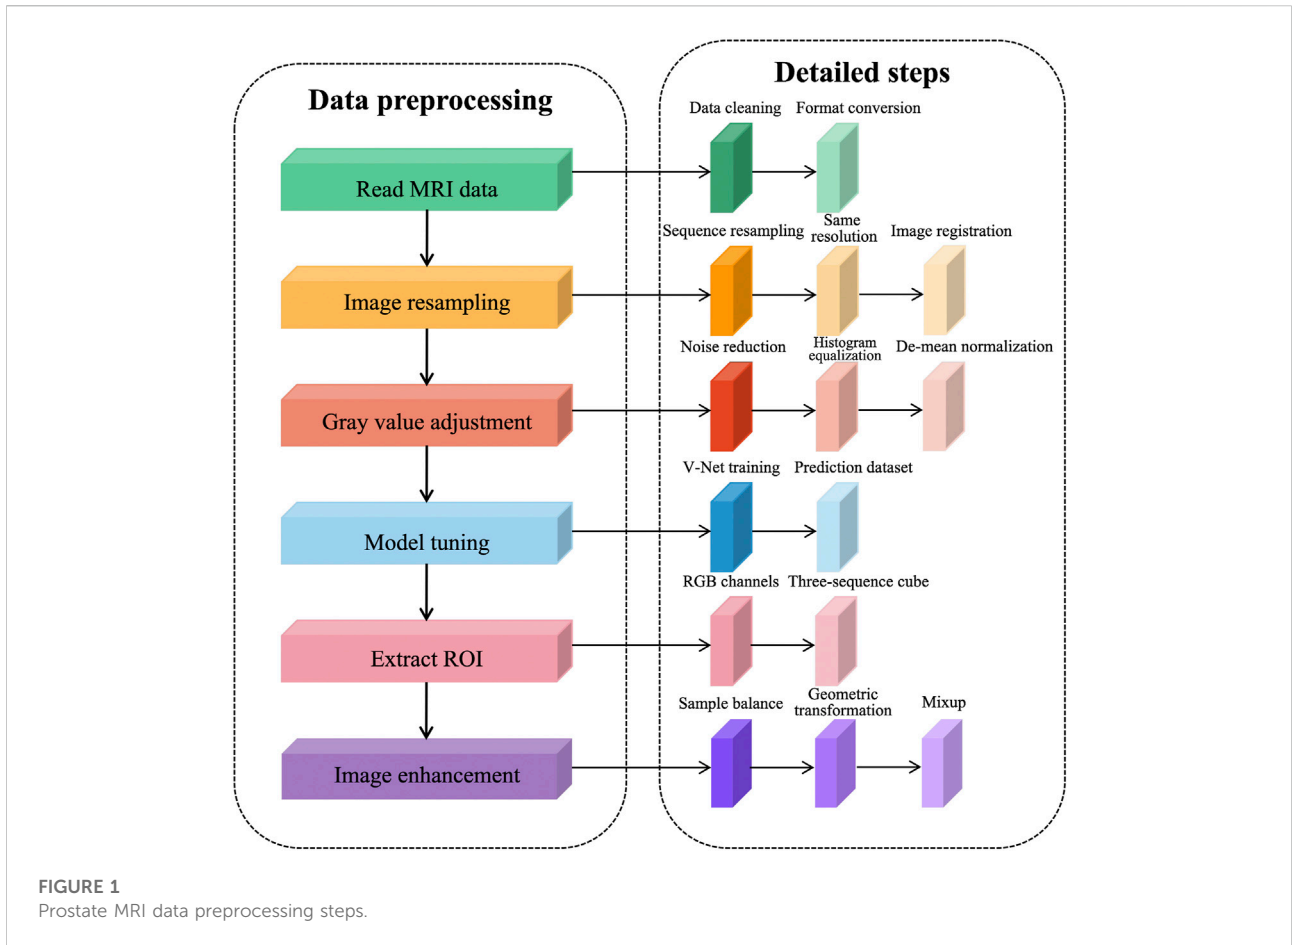 Data preprocessing
Read MRI data
Image resampling
Gray value adjustment
Model tuning
Extract ROI
Image enhancement
Detailed steps
Data cleaning
Format conversion
Sequence resampling
Same
resolution
Image registration
Noise reduction
Histogram
equalization
De-mean normalization
V-Net training
Prediction dataset
RGB channels
Three-sequence cube
Sample balance
Geometric
transformation
Mixup
FIGURE 1
Prostate MRI data preprocessing steps.